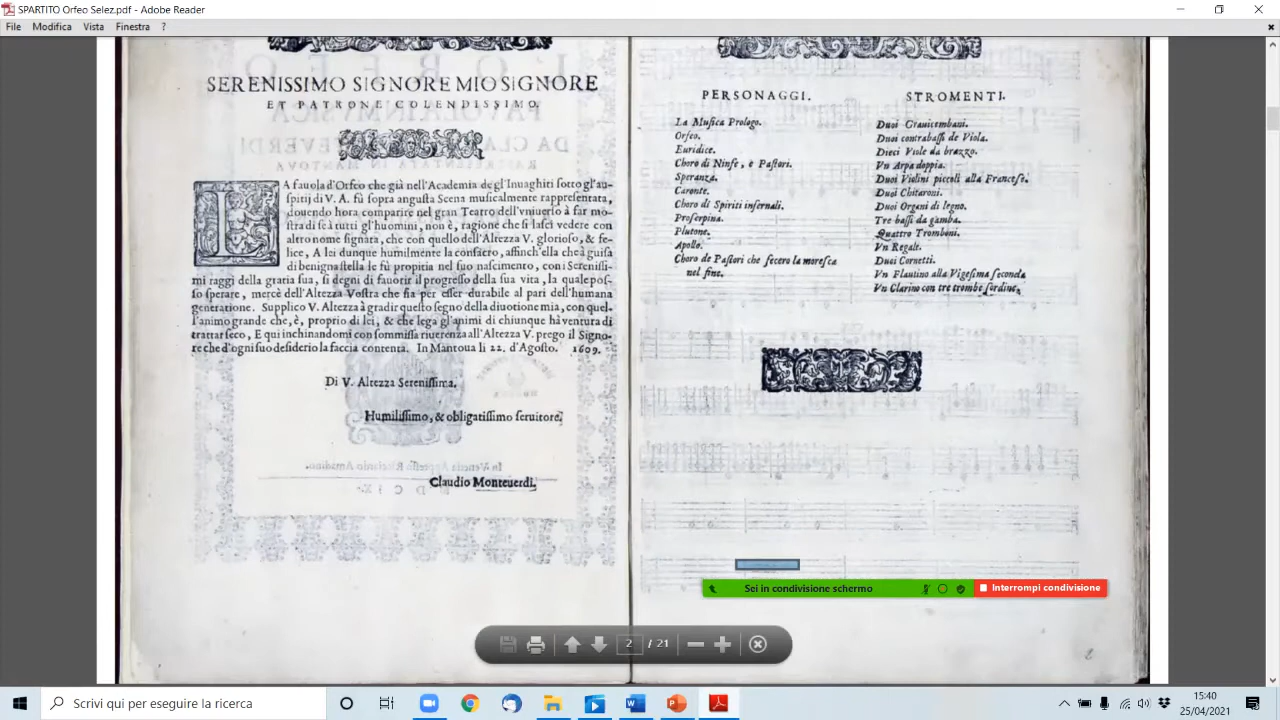 SPARTITO Orfeo Selez.pdf - Adobe Reader
File Modifica Vista Finestra ?
SERENISSIMO SIGNORE MIO SIGNORE
ET PATRONE COLENDISSIMO.
A fauola d'Orfeo che già nell'Academia de gl'Inuaghiti sotto gl'au-
spitij di V. A. fù sopra angusta Scena musicalmente rappresentata,
douendo hora comparire nel gran Teatro dell'vniuerso à far mo-
stra di sè à tutti gl'huomini, non è, ragione che si lasci vedere con
altro nome signata, che con quello dell'Altezza V. glorioso, & fe-
lice, A lei dunque humilmente la consacro, affinch'ella che à guisa
di benigna stella le fù propitia nel suo nascimento, con i Serenissi-
mi raggi della gratia sua, si degni di fauorir il progresso della sua vita, la qual e pos-
so sperare, mercè dell'Altezza Vostra che sia per esser durabile al pari dell'humana
generatione. Supplico V. Altezza à gradir questo segno della diuotione mia, con quel-
l'animo grande che, è, proprio di lei, & che lega gl'animi di chiunque hà ventura di
trattar seco, E qui inchinandomi con sommissa riuerenza all'Altezza V. prego il Signo-
re che d'ogni suo desiderio la faccia contenta. In Mantoua li 22. d'Agosto. 1609.
Di V. Altezza Serenissima.
Humilissimo, & obligatissimo seruitore,
In Venetia Appresso Ricciardo Amadino.
Claudio Monteuerdi.
PERSONAGGI.
La Musica Prologo.
Orfeo.
Euridice.
Choro di Ninfe, e Pastori.
Speranza.
Caronte.
Choro di Spiriti infernali.
Proserpina.
Plutone.
Apollo.
Choro de Pastori che fecero la moresca
nel fine.
STROMENTI.
Duoi Grauicembani.
Duoi contrabassi de Viola.
Dieci Viole da brazzo.
Vn Arpa doppia.
Duoi Violini piccoli alla Francese.
Duoi Chitaroni.
Duoi Organi di legno.
Tre bassi da gamba.
Quattro Tromboni.
Vn Regale.
Duoi Cornetti.
Vn Flautino alla Vigesima seconda
Vn Clarino con tre trombe sordine.
Sei in condivisione schermo
Interrompi condivisione
2 / 21
Scrivi qui per eseguire la ricerca
15:40
25/04/2021